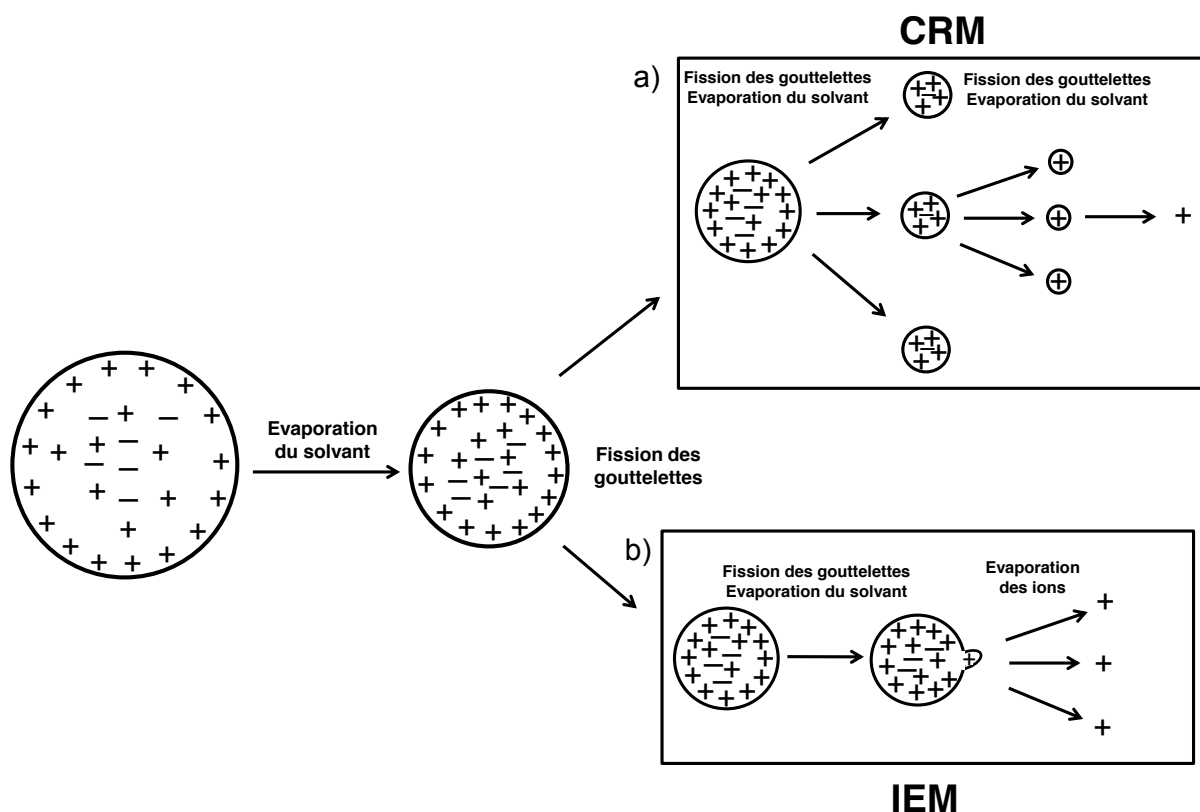 CRM
a)
Fission des gouttelettes
Evaporation du solvant
Fission des gouttelettes
Evaporation du solvant
Evaporation
du solvant
Fission des
gouttelettes
b)
Fission des gouttelettes
Evaporation du solvant
Evaporation
des ions
IEM